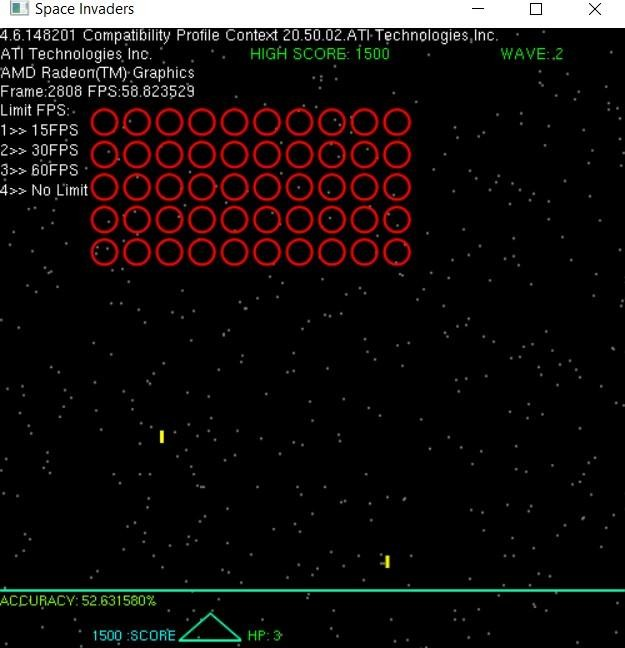 Space Invaders
4.6.148201 Compatibility Profile Context 20.50.02.ATI Technologies,Inc.
ATI Technologies Inc.
HIGH SCORE: 1500
WAVE: 2
AMD Radeon(TM) Graphics
Frame:2808 FPS:58.823529
Limit FPS:
1>> 15FPS
2>> 30FPS
3>> 60FPS
4>> No Limit
ACCURACY: 52.631580%
1500 :SCORE
HP: 3